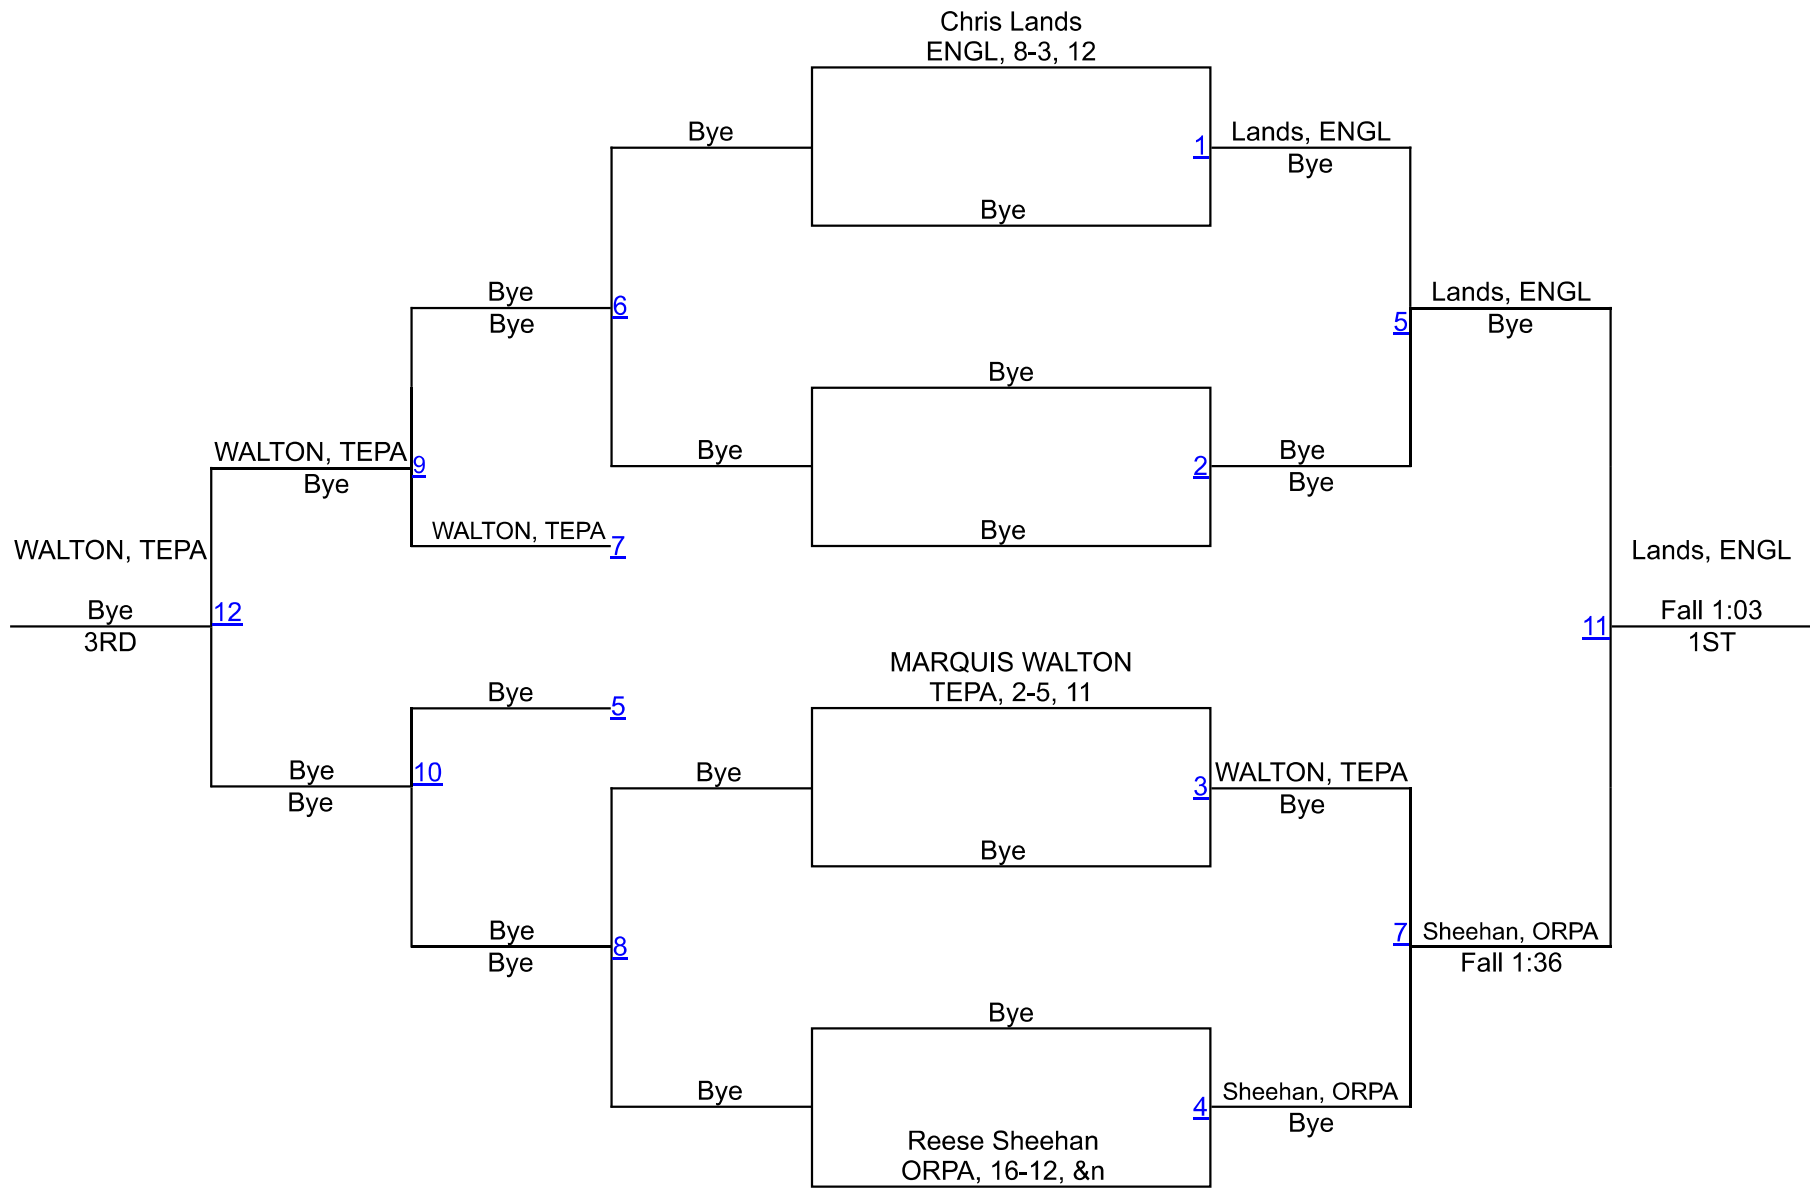 Chris Lands
ENGL, 8-3, 12
Bye
1
Lands, ENGL
Bye
Bye
Bye
Bye
6
Lands, ENGL
Bye
5
Bye
Bye
2
Bye
Bye
Bye
WALTON, TEPA
Bye
9
WALTON, TEPA
7
WALTON, TEPA
Bye
3RD
12
Lands, ENGL
Fall 1:03
1ST
11
MARQUIS WALTON
TEPA, 2-5, 11
Bye
5
Bye
Bye
10
Bye
3
WALTON, TEPA
Bye
Bye
Bye
Bye
8
7
Sheehan, ORPA
Fall 1:36
Bye
Bye
4
Sheehan, ORPA
Bye
Reese Sheehan
ORPA, 16-12, &n